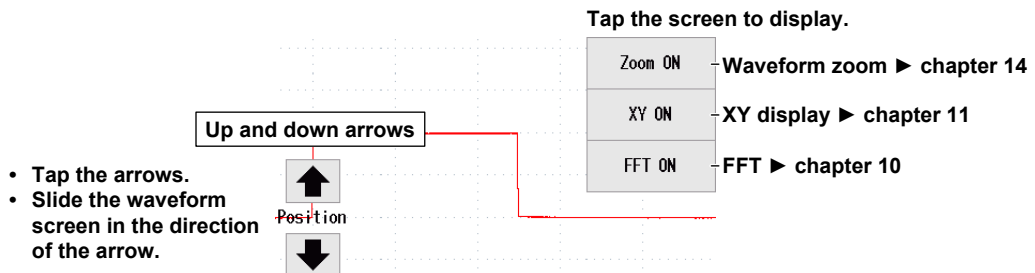 Tap the screen to display.
Zoom ON
Waveform zoom ► chapter 14
XY ON
XY display ► chapter 11
Up and down arrows
FFT ON
FFT ► chapter 10
• Tap the arrows.
• Slide the waveform
screen in the direction
of the arrow.
Position